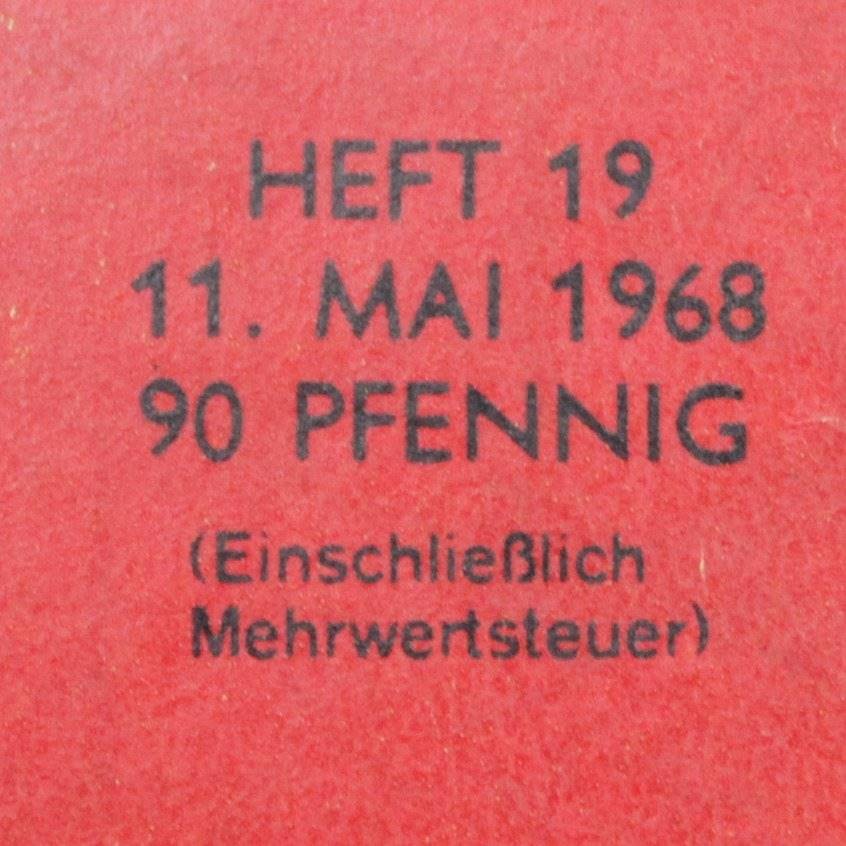 HEFT 19
11. MAI 1968
90 PFENNIG
(Einschließlich
Mehrwertsteuer)